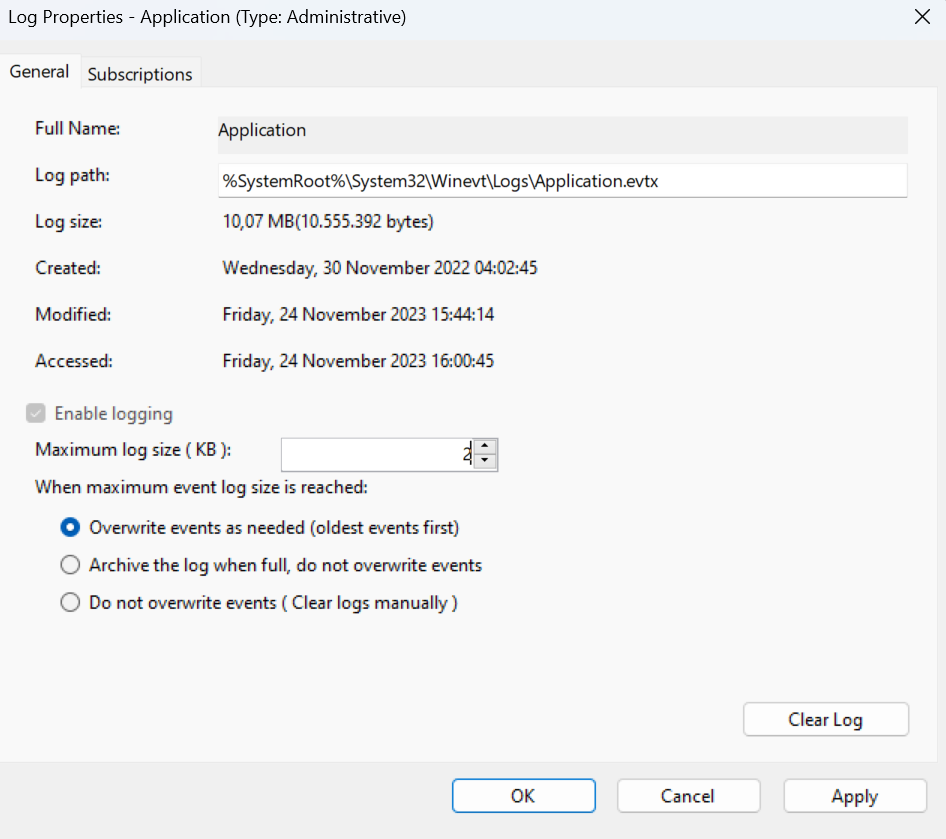 Log Properties - Application (Type: Administrative)
General Subscriptions
Full Name: Application
Log path: %SystemRoot%\System32\Winevt\Logs\Application.evtx
Log size: 10,07 MB(10.555.392 bytes)
Created: Wednesday, 30 November 2022 04:02:45
Modified: Friday, 24 November 2023 15:44:14
Accessed: Friday, 24 November 2023 16:00:45
Enable logging
Maximum log size ( KB ): 2
When maximum event log size is reached:
Overwrite events as needed (oldest events first)
Archive the log when full, do not overwrite events
Do not overwrite events ( Clear logs manually )
Clear Log
OK Cancel Apply